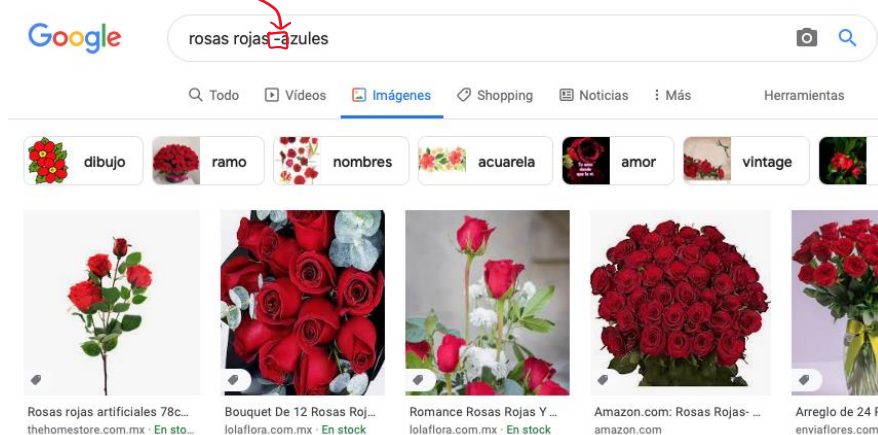 Google
rosas rojas -azules
Todo Vídeos Imágenes Shopping Noticias Más Herramientas
dibujo ramo nombres acuarela amor vintage
Rosas rojas artificiales 78c... Bouquet De 12 Rosas Roj... Romance Rosas Rojas Y ... Amazon.com: Rosas Rojas- ... Arreglo de 24
thehomestore.com.mx · En sto... lolaflora.com · En stock lolaflora.com · En stock amazon.com enviaflores.com